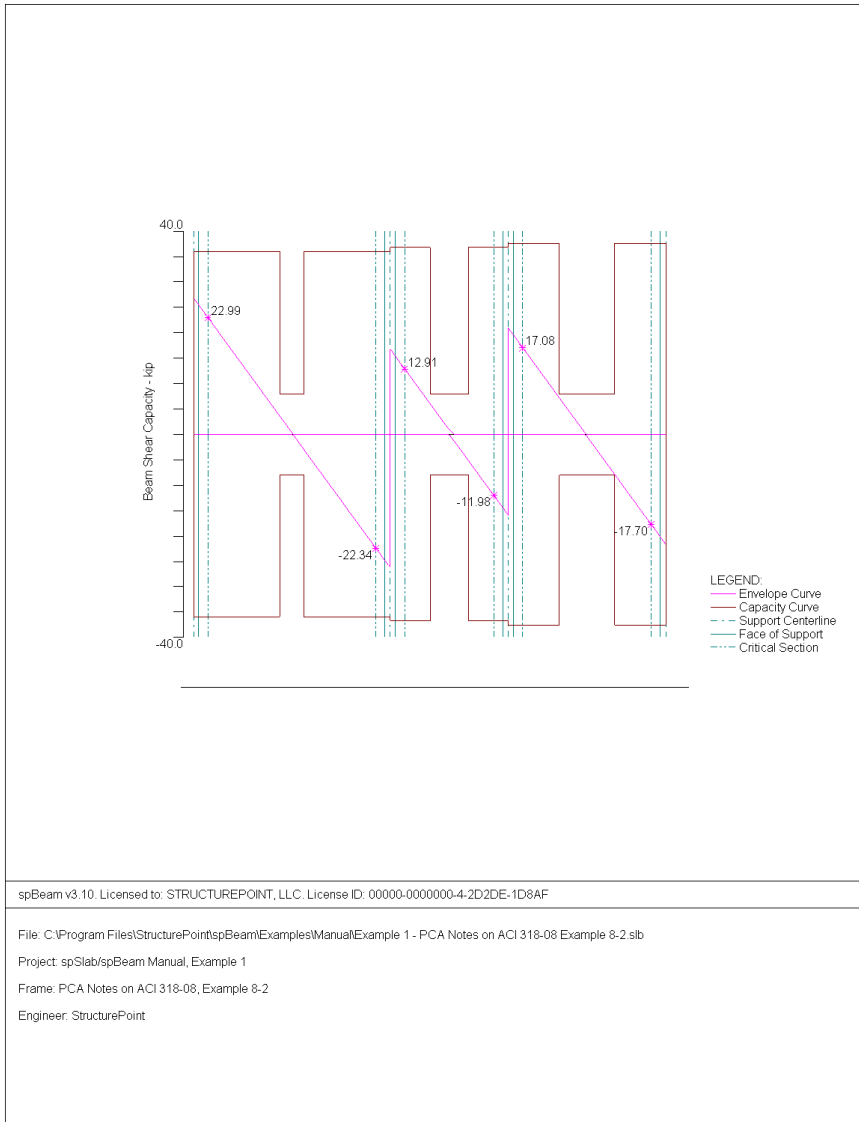 40.0
22.99
12.91
17.08
Beam Shear Capacity - kip
-11.98
-17.70
-22.34
-40.0
LEGEND:
Envelope Curve
Capacity Curve
Support Centerline
Face of Support
Critical Section
spBeam v3.10. Licensed to: STRUCTUREPOINT, LLC. License ID: 00000-0000000-4-2D2DE-1D8AF
File: C:\Program Files\StructurePoint\spBeam\Examples\Manual\Example 1 - PCA Notes on ACI 318-08 Example 8-2.slb
Project: spSlab/spBeam Manual, Example 1
Frame: PCA Notes on ACI 318-08, Example 8-2
Engineer: StructurePoint